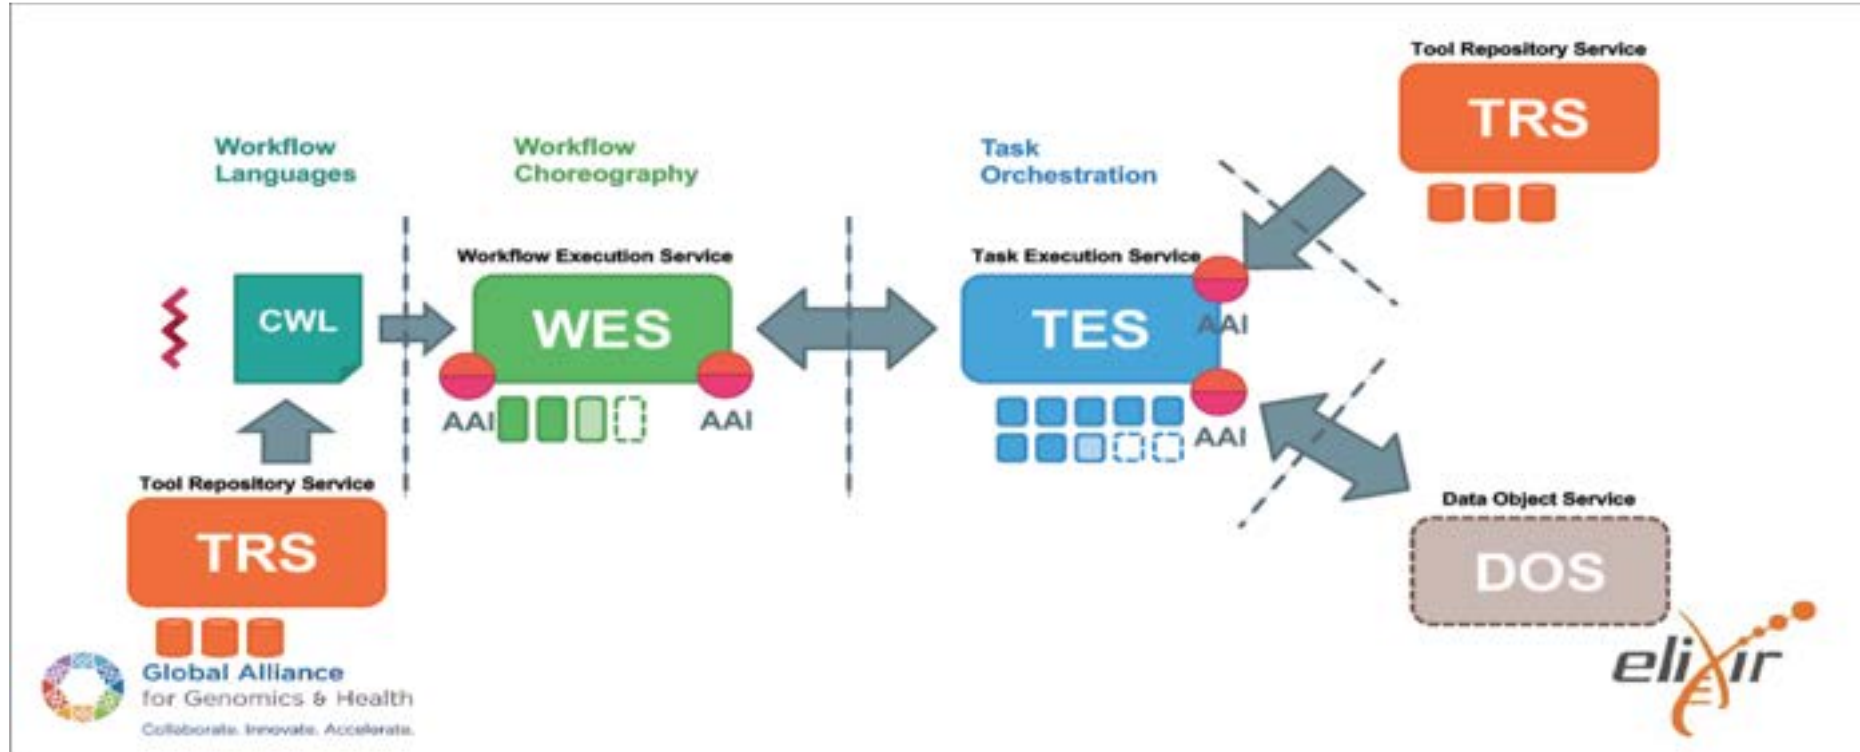 Tool Repository Service
TRS
Workflow
Languages
Workflow
Choreography
Task
Orchestration
Workflow Execution Service
Task Execution Service
CWL
WES
TES
AAI
AAI
AAI
AAI
Tool Repository Service
TRS
Data Object Service
DOS
Global Alliance
for Genomics & Health
Collaborate. Innovate. Accelerate.
elixir